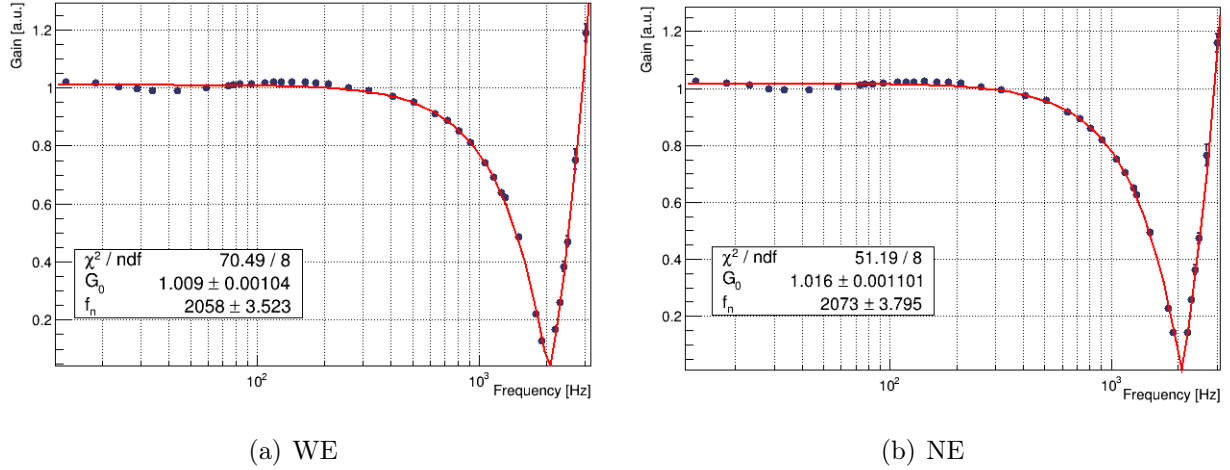 Gain [a.u.]
1.2
1
0.8
0.6
0.4
0.2
χ² / ndf 70.49 / 8
G₀ 1.009 ± 0.00104
fₙ 2058 ± 3.523
10² 10³
Frequency [Hz]
(a) WE
Gain [a.u.]
1.2
1
0.8
0.6
0.4
0.2
χ² / ndf 51.19 / 8
G₀ 1.016 ± 0.001101
fₙ 2073 ± 3.795
10² 10³
Frequency [Hz]
(b) NE